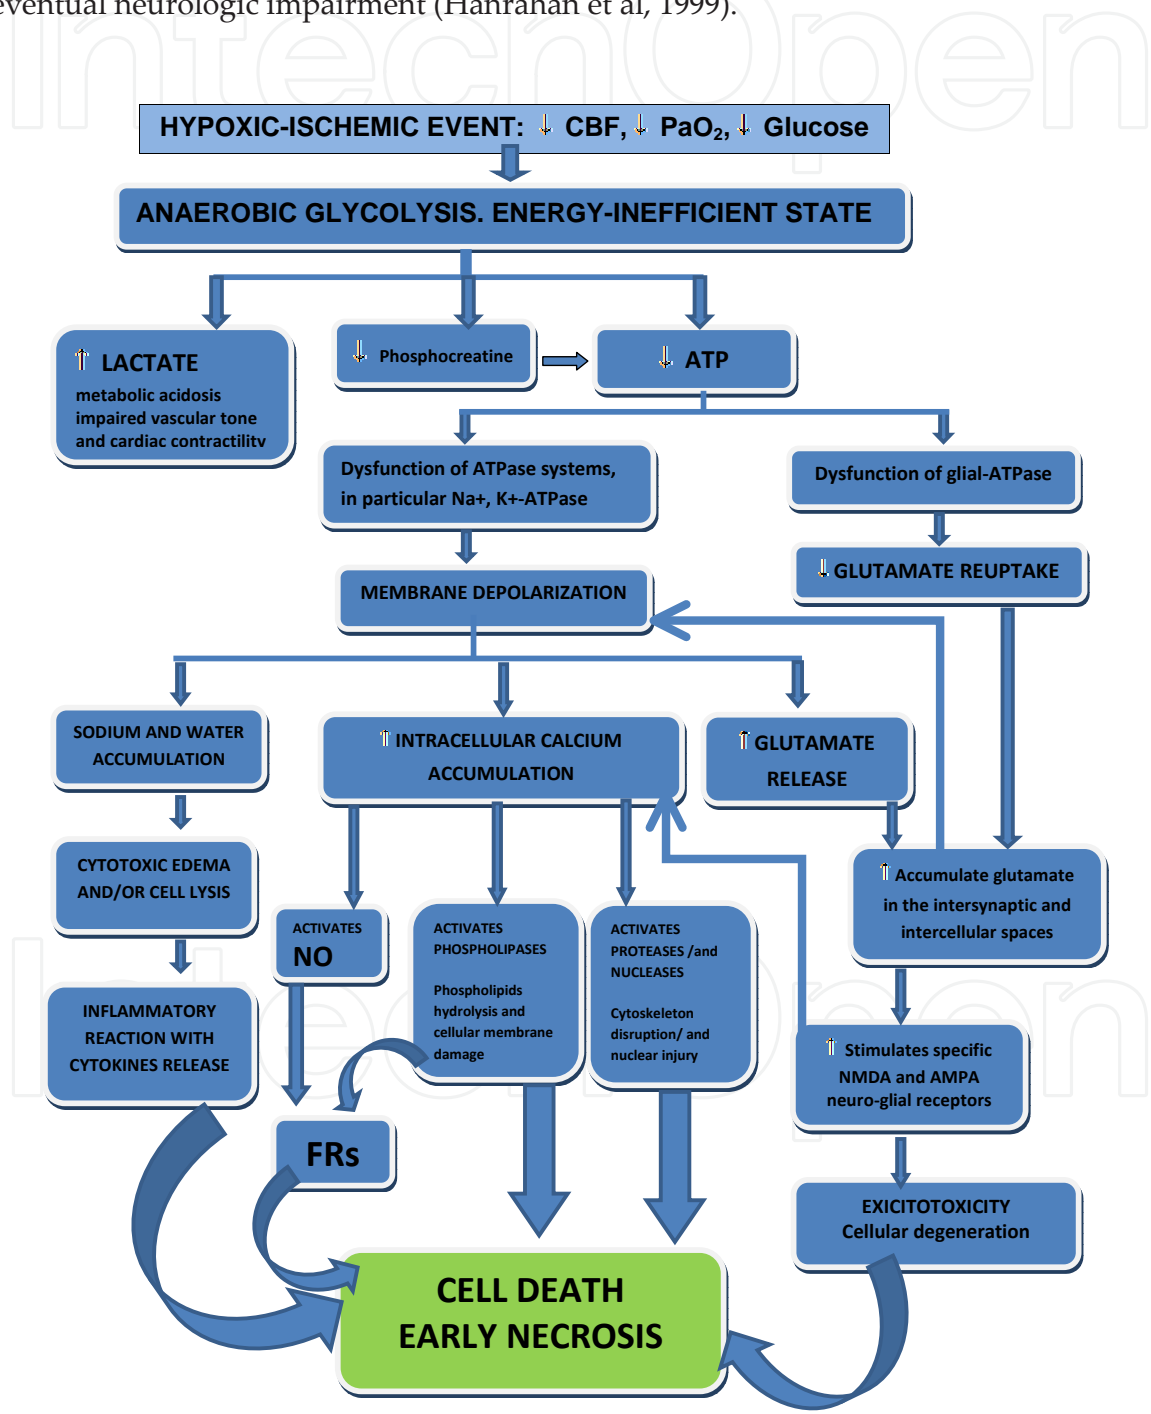 eventual neurologic impairment (Hanrahan et al, 1999).
IntechOpen
HYPOXIC-ISCHEMIC EVENT: ↓ CBF, ↓ PaO₂, ↓ Glucose
ANAEROBIC GLYCOLYSIS. ENERGY-INEFFICIENT STATE
↑ LACTATE
metabolic acidosis
impaired vascular tone
and cardiac contractility
↓ Phosphocreatine
↓ ATP
Dysfunction of ATPase systems,
in particular Na+, K+-ATPase
Dysfunction of glial-ATPase
MEMBRANE DEPOLARIZATION
↓ GLUTAMATE REUPTAKE
SODIUM AND WATER
ACCUMULATION
↑ INTRACELLULAR CALCIUM
ACCUMULATION
↑ GLUTAMATE
RELEASE
CYTOTOXIC EDEMA
AND/OR CELL LYSIS
↑ Accumulate glutamate
in the intersynaptic and
intercellular spaces
ACTIVATES
NO
ACTIVATES
PHOSPHOLIPASES
Phospholipids
hydrolysis and
cellular membrane
damage
ACTIVATES
PROTEASES /and
NUCLEASES
Cytoskeleton
disruption/ and
nuclear injury
INFLAMMATORY
REACTION WITH
CYTOKINES RELEASE
↑ Stimulates specific
NMDA and AMPA
neuro-glial receptors
FRs
EXICITOTOXICITY
Cellular degeneration
CELL DEATH
EARLY NECROSIS
IntechOpen